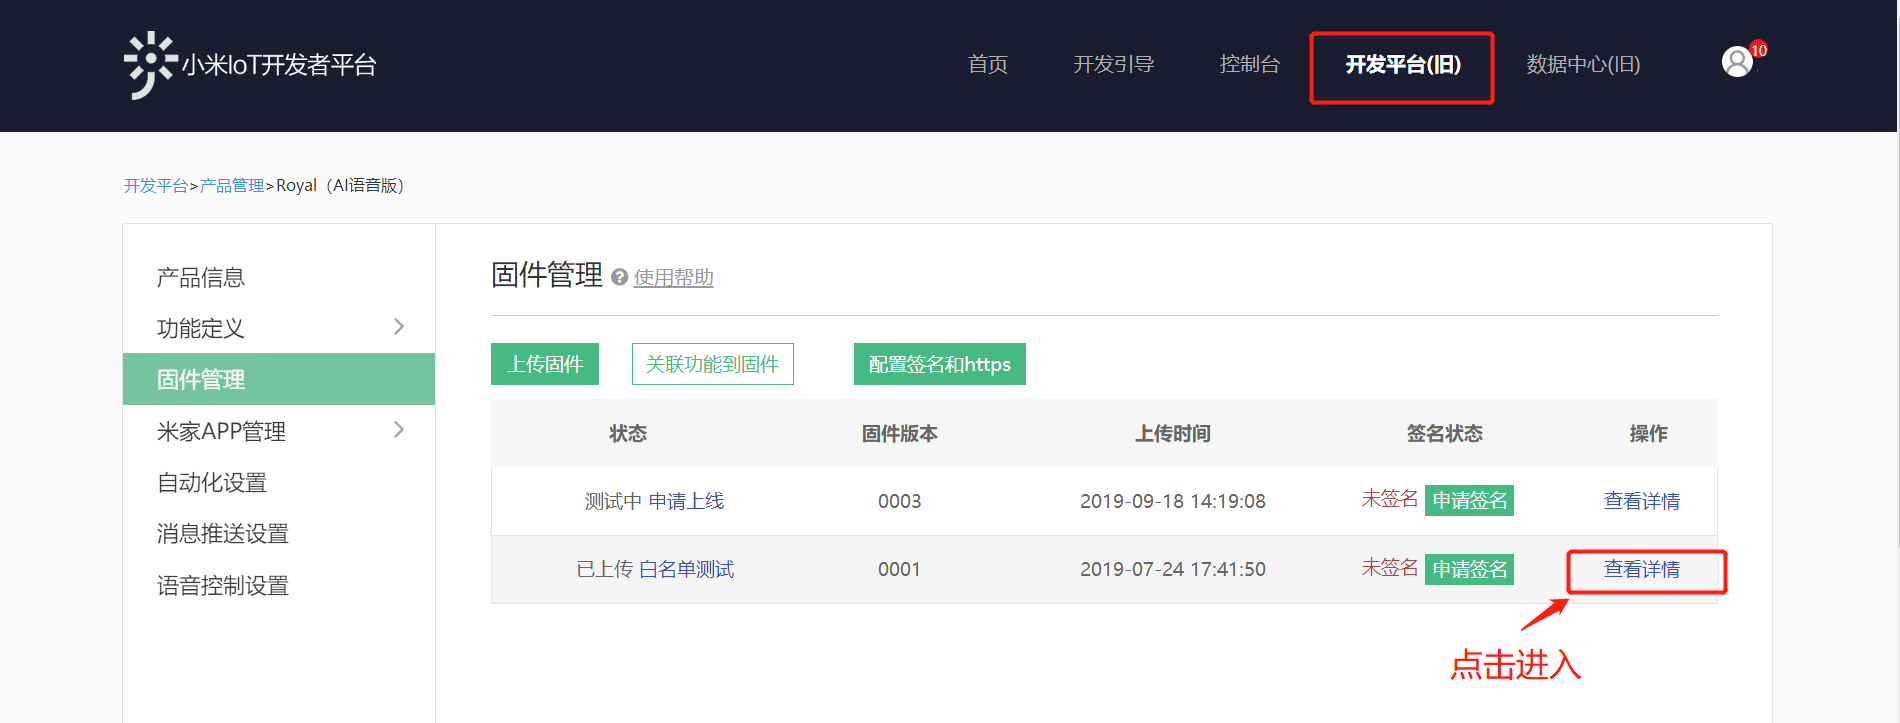 小米IoT开发者平台
首页 开发引导 控制台 开发平台(旧) 数据中心(旧) 10
开发平台>产品管理>Royal（AI语音版）
产品信息
功能定义
固件管理
米家APP管理
自动化设置
消息推送设置
语音控制设置
固件管理 ? 使用帮助
上传固件 关联功能到固件 配置签名和https
状态 固件版本 上传时间 签名状态 操作
测试中 申请上线 0003 2019-09-18 14:19:08 未签名 申请签名 查看详情
已上传 白名单测试 0001 2019-07-24 17:41:50 未签名 申请签名 查看详情
点击进入